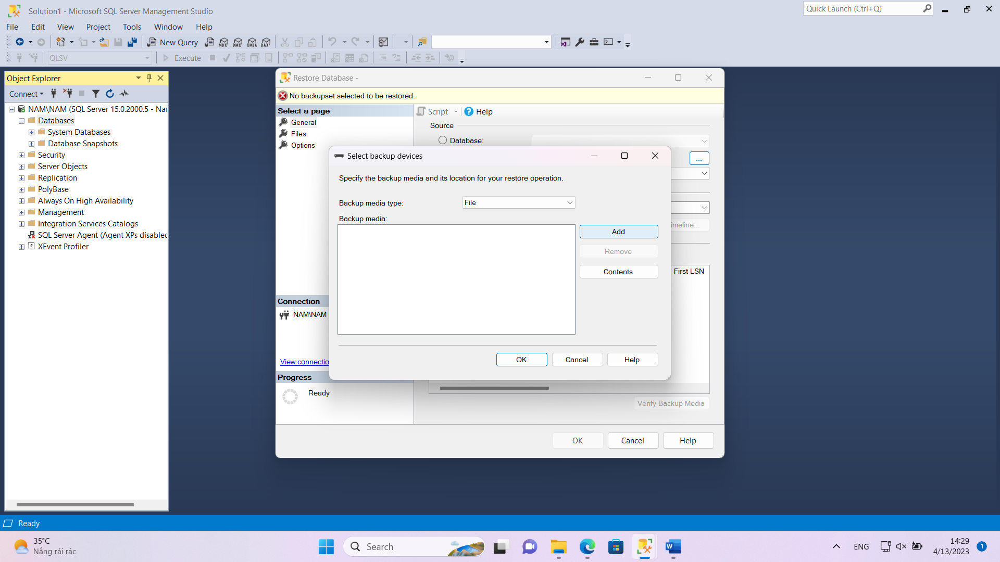 Solution1 - Microsoft SQL Server Management Studio
Quick Launch (Ctrl+Q)
File Edit View Project Tools Window Help
New Query MDX DMX XMLA DAX
QLSV Execute
Object Explorer
Connect
NAM\NAM (SQL Server 15.0.2000.5 - Nar
Databases
System Databases
Database Snapshots
Security
Server Objects
Replication
PolyBase
Always On High Availability
Management
Integration Services Catalogs
SQL Server Agent (Agent XPs disabled
XEvent Profiler
Restore Database -
No backupset selected to be restored.
Select a page
General
Files
Options
Script Help
Source
Database:
...
imeline...
First LSN
Select backup devices
Specify the backup media and its location for your restore operation.
Backup media type: File
Backup media:
Add
Remove
Contents
OK Cancel Help
Connection
NAM\NAM
View connectio
Progress
Ready
Verify Backup Media
OK Cancel Help
Ready
35°C
Nắng rải rác
Search
W
ENG
14:29
4/13/2023
1